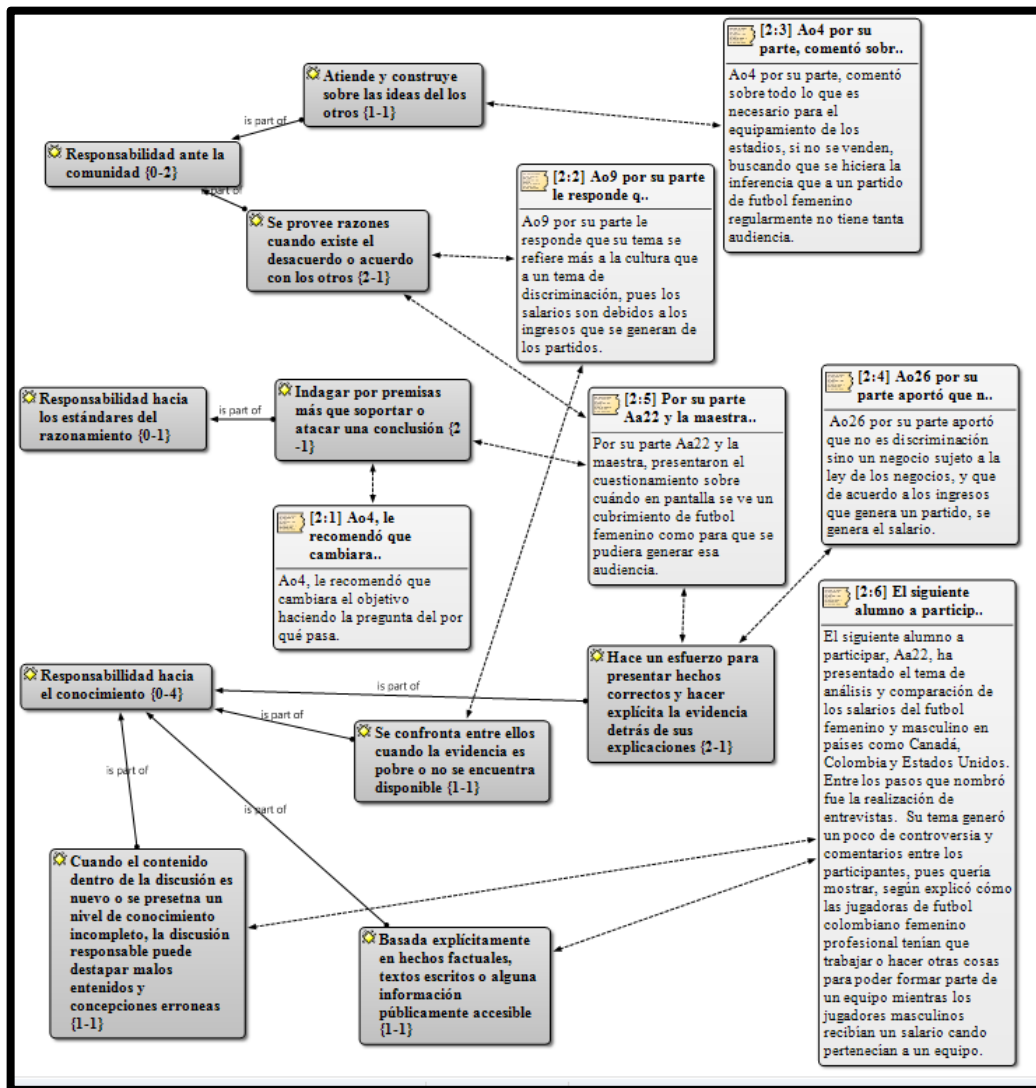 [2:3] Ao4 por su
parte, comentó sobr..
Ao4 por su parte, comentó
sobre todo lo que es
necesario para el
equipamiento de los
estadios, si no se venden,
buscando que se hiciera la
inferencia que a un partido
de futbol femenino
regularmente no tiene tanta
audiencia.
Atiende y construye
sobre las ideas del los
otros {1-1}
is part of
Responsabilidad ante la
comunidad {0-2}
is part of
Se provee razones
cuando existe el
desacuerdo o acuerdo
con los otros {2-1}
[2:2] Ao9 por su parte
le responde q..
Ao9 por su parte le
responde que su tema se
refiere más a la cultura que
a un tema de
discriminación, pues los
salarios son debidos a los
ingresos que se generan de
los partidos.
Responsabilidad hacia
los estándares del
razonamiento {0-1}
is part of
Indagar por premisas
más que soportar o
atacar una conclusión {2
-1}
[2:5] Por su parte
Aa22 y la maestra..
Por su parte Aa22 y la
maestra, presentaron el
cuestionamiento sobre
cuándo en pantalla se ve un
cubrimiento de futbol
femenino como para que se
pudiera generar esa
audiencia.
[2:4] Ao26 por su
parte aportó que n..
Ao26 por su parte aportó
que no es discriminación
sino un negocio sujeto a la
ley de los negocios, y que
de acuerdo a los ingresos
que genera un partido, se
genera el salario.
[2:1] Ao4, le
recomendó que
cambiara..
Ao4, le recomendó que
cambiara el objetivo
haciendo la pregunta del por
qué pasa.
[2:6] El siguiente
alumno a particip..
El siguiente alumno a
participar, Aa22, ha
presentado el tema de
análisis y comparación de
los salarios del futbol
femenino y masculino en
países como Canadá,
Colombia y Estados Unidos.
Entre los pasos que nombró
fue la realización de
entrevistas.  Su tema generó
un poco de controversia y
comentarios entre los
participantes, pues quería
mostrar, según explicó cómo
las jugadoras de futbol
colombiano femenino
profesional tenían que
trabajar o hacer otras cosas
para poder formar parte de
un equipo mientras los
jugadores masculinos
recibían un salario cando
pertenecían a un equipo.
Responsabillidad hacia
el conocimiento {0-4}
is part of
Hace un esfuerzo para
presentar hechos
correctos y hacer
explícita la evidencia
detrás de sus
explicaciones {2-1}
is part of
Se confronta entre ellos
cuando la evidencia es
pobre o no se encuentra
disponible {1-1}
is part of
is part of
Cuando el contenido
dentro de la discusión es
nuevo o se presetna un
nivel de conocimiento
incompleto, la discusión
responsable puede
destapar malos
entenidos y
concepciones erroneas
{1-1}
Basada explícitamente
en hechos factuales,
textos escritos o alguna
información
públicamente accesible
{1-1}